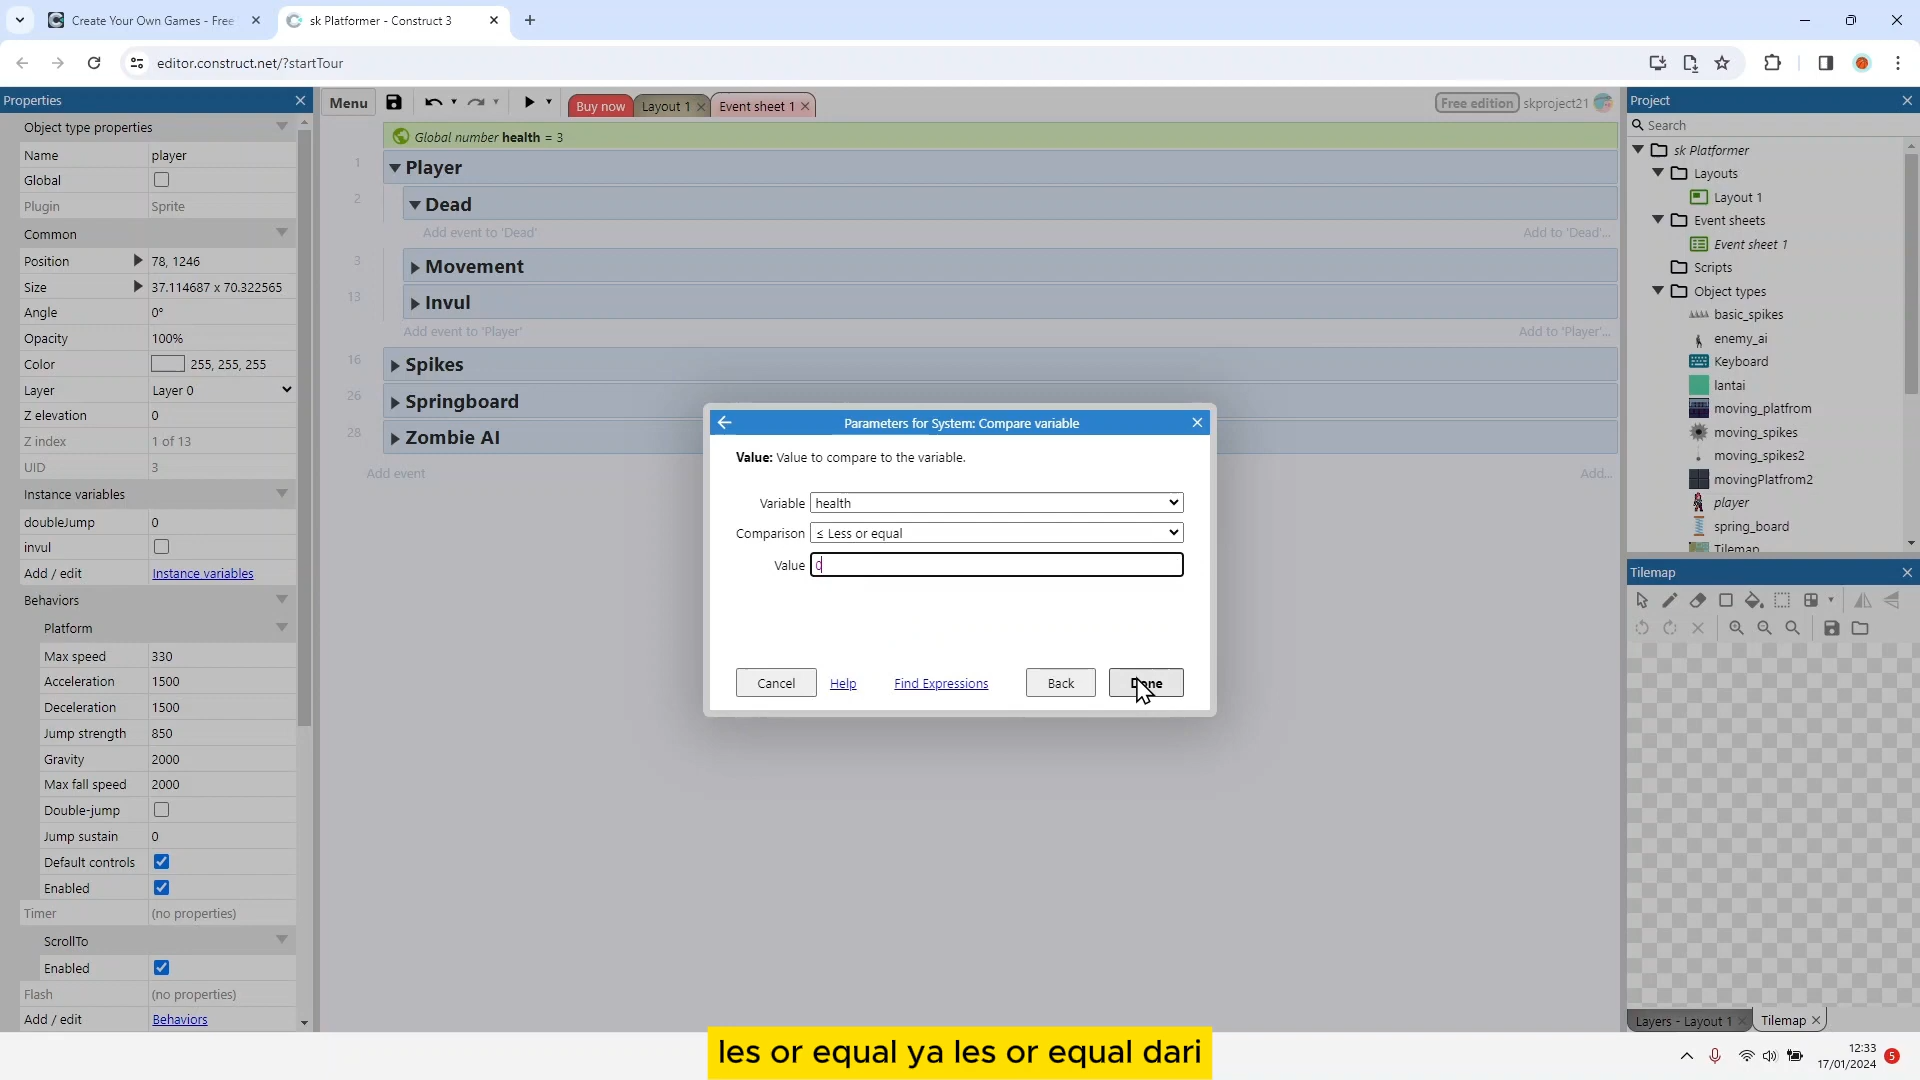 Create Your Own Games - Free
sk Platformer - Construct 3
editor.construct.net/?startTour
Properties
Menu
Buy now
Layout 1
Event sheet 1
Free edition
skproject21
Project
Object type properties
Name player
Global
Plugin Sprite
Common
Position 78, 1246
Size 37.114687 x 70.322565
Angle 0°
Opacity 100%
Color 255, 255, 255
Layer Layer 0
Z elevation 0
Z index 1 of 13
UID 3
Instance variables
doubleJump 0
invul
Add / edit Instance variables
Behaviors
Platform
Max speed 330
Acceleration 1500
Deceleration 1500
Jump strength 850
Gravity 2000
Max fall speed 2000
Double-jump
Jump sustain 0
Default controls
Enabled
Timer (no properties)
ScrollTo
Enabled
Flash (no properties)
Add / edit Behaviors
Global number health = 3
1 Player
2 Dead
Add event to 'Dead' Add to 'Dead'...
3 Movement
13 Invul
Add event to 'Player' Add to 'Player'...
16 Spikes
26 Springboard
28 Zombie AI
Add event Add...
Parameters for System: Compare variable
Value: Value to compare to the variable.
Variable health
Comparison ≤ Less or equal
Value 0
Cancel Help Find Expressions Back Done
Search
sk Platformer
Layouts
Layout 1
Event sheets
Event sheet 1
Scripts
Object types
basic_spikes
enemy_ai
Keyboard
lantai
moving_platfrom
moving_spikes
moving_spikes2
movingPlatfrom2
player
spring_board
Tilemap
Tilemap
Layers - Layout 1
Tilemap
les or equal ya les or equal dari
12:33
17/01/2024
5